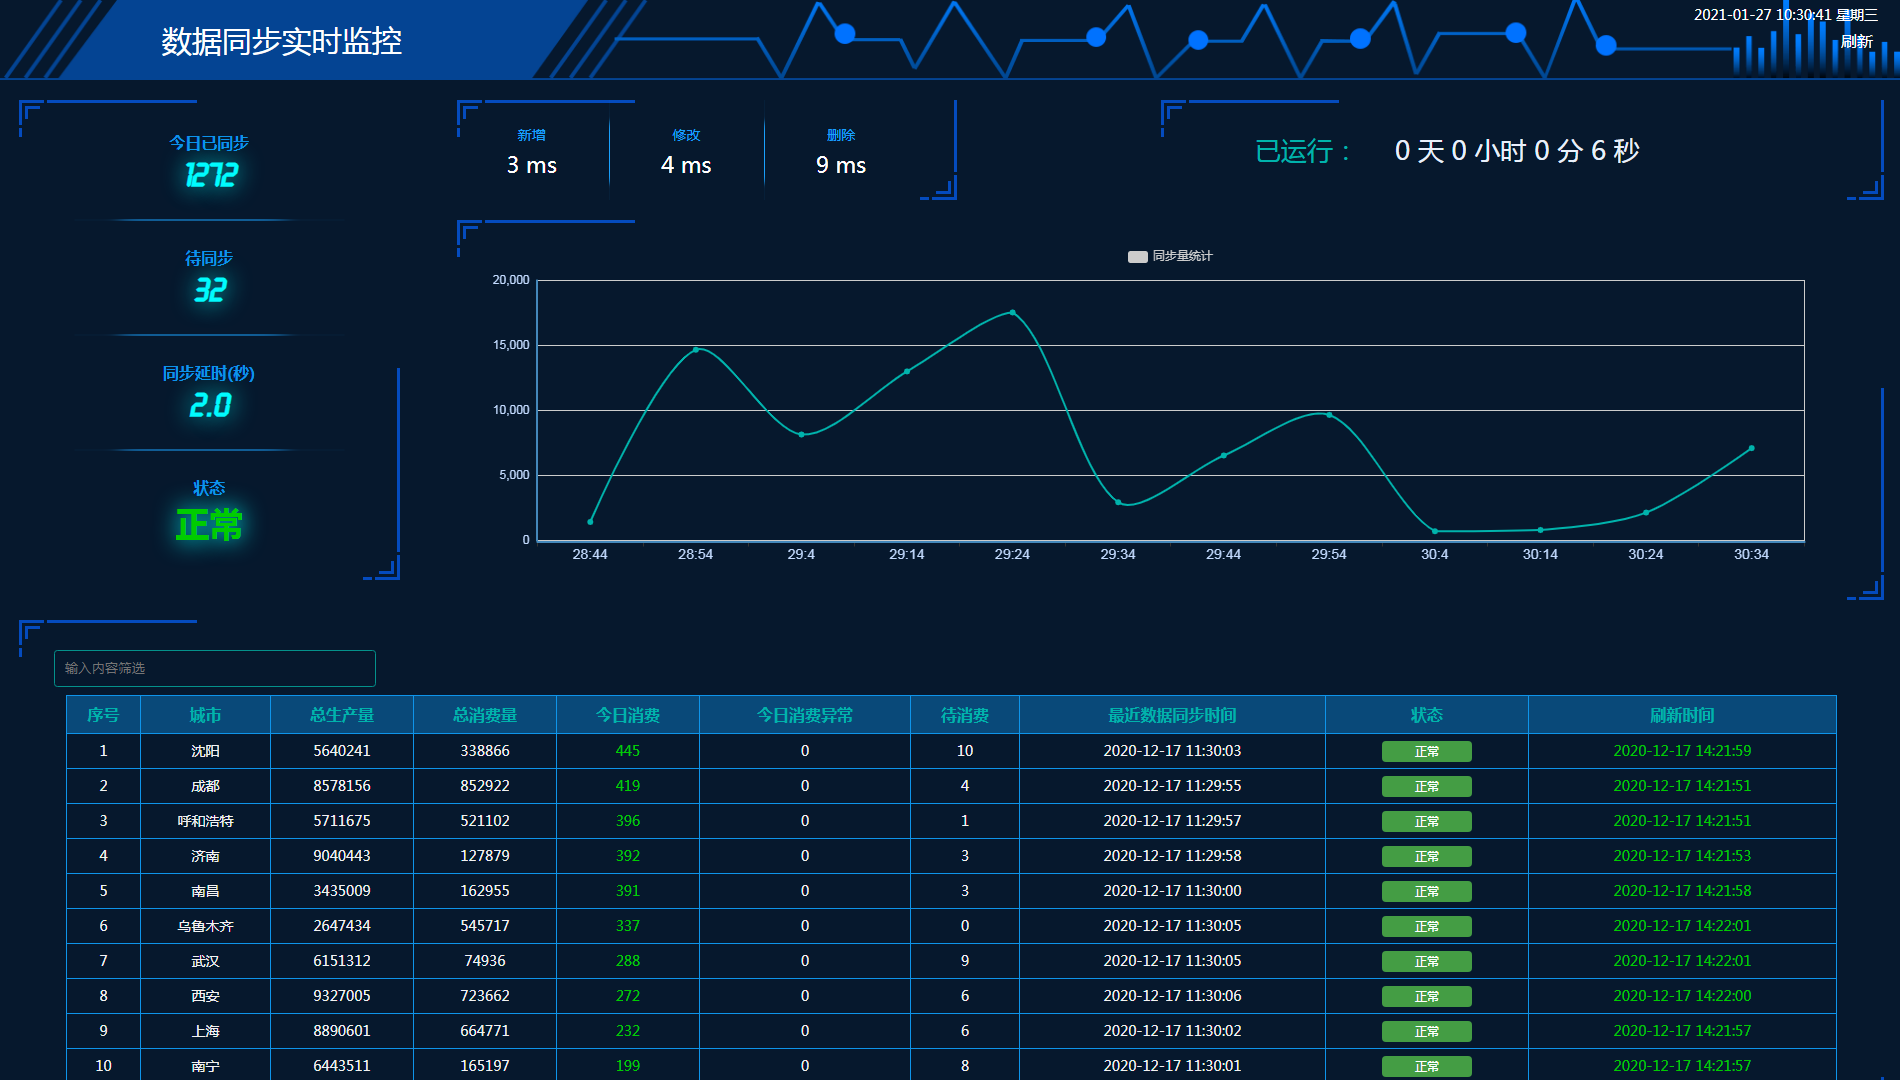 数据同步实时监控
2021-01-27 10:30:41 星期三
刷新
今日已同步
1272
待同步
32
同步延时(秒)
2.0
状态
正常
新增 修改 删除
3 ms 4 ms 9 ms
已运行： 0 天 0 小时 0 分 6 秒
同步量统计
20,000
15,000
10,000
5,000
0
28:44 28:54 29:4 29:14 29:24 29:34 29:44 29:54 30:4 30:14 30:24 30:34
输入内容筛选
序号 城市 总生产量 总消费量 今日消费 今日消费异常 待消费 最近数据同步时间 状态 刷新时间
1 沈阳 5640241 338866 445 0 10 2020-12-17 11:30:03 正常 2020-12-17 14:21:59
2 成都 8578156 852922 419 0 4 2020-12-17 11:29:55 正常 2020-12-17 14:21:51
3 呼和浩特 5711675 521102 396 0 1 2020-12-17 11:29:57 正常 2020-12-17 14:21:51
4 济南 9040443 127879 392 0 3 2020-12-17 11:29:58 正常 2020-12-17 14:21:53
5 南昌 3435009 162955 391 0 3 2020-12-17 11:30:00 正常 2020-12-17 14:21:58
6 乌鲁木齐 2647434 545717 337 0 0 2020-12-17 11:30:05 正常 2020-12-17 14:22:01
7 武汉 6151312 74936 288 0 9 2020-12-17 11:30:05 正常 2020-12-17 14:22:01
8 西安 9327005 723662 272 0 6 2020-12-17 11:30:06 正常 2020-12-17 14:22:00
9 上海 8890601 664771 232 0 6 2020-12-17 11:30:02 正常 2020-12-17 14:21:57
10 南宁 6443511 165197 199 0 8 2020-12-17 11:30:01 正常 2020-12-17 14:21:57